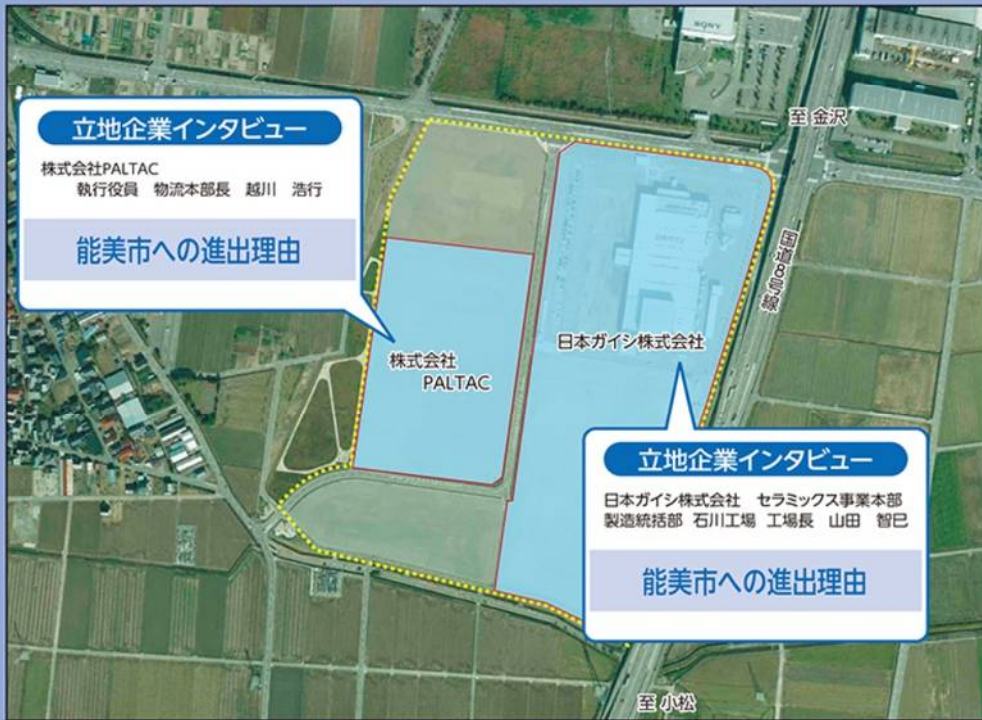 SONY
至 金沢
立地企業インタビュー
株式会社PALTAC
執行役員　物流本部長　越川　浩行
能美市への進出理由
国道8号線
株式会社
PALTAC
日本ガイシ株式会社
立地企業インタビュー
日本ガイシ株式会社　セラミックス事業本部
製造統括部 石川工場 工場長　山田　智巳
能美市への進出理由
至 小松